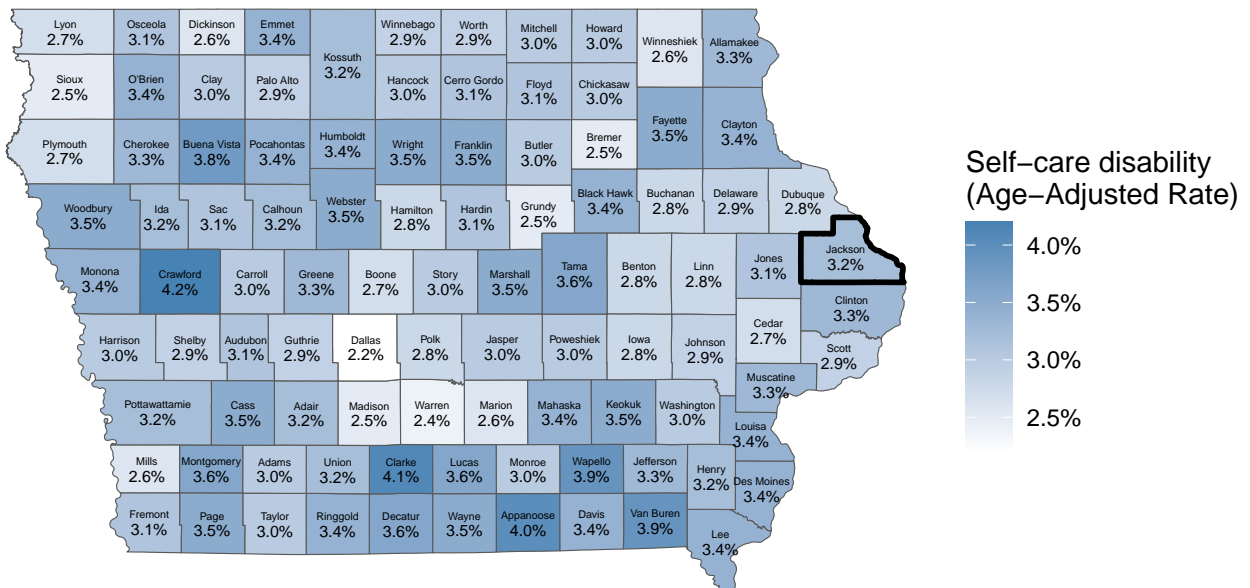 Lyon
2.7%
Osceola
3.1%
Dickinson
2.6%
Emmet
3.4%
Kossuth
3.2%
Winnebago
2.9%
Worth
2.9%
Mitchell
3.0%
Howard
3.0%
Winneshiek
2.6%
Allamakee
3.3%
Sioux
2.5%
O'Brien
3.4%
Clay
3.0%
Palo Alto
2.9%
Hancock
3.0%
Cerro Gordo
3.1%
Floyd
3.1%
Chickasaw
3.0%
Fayette
3.5%
Clayton
3.4%
Plymouth
2.7%
Cherokee
3.3%
Buena Vista
3.8%
Pocahontas
3.4%
Humboldt
3.4%
Wright
3.5%
Franklin
3.5%
Butler
3.0%
Bremer
2.5%
Woodbury
3.5%
Ida
3.2%
Sac
3.1%
Calhoun
3.2%
Webster
3.5%
Hamilton
2.8%
Hardin
3.1%
Grundy
2.5%
Black Hawk
3.4%
Buchanan
2.8%
Delaware
2.9%
Dubuque
2.8%
Monona
3.4%
Crawford
4.2%
Carroll
3.0%
Greene
3.3%
Boone
2.7%
Story
3.0%
Marshall
3.5%
Tama
3.6%
Benton
2.8%
Linn
2.8%
Jones
3.1%
Jackson
3.2%
Clinton
3.3%
Harrison
3.0%
Shelby
2.9%
Audubon
3.1%
Guthrie
2.9%
Dallas
2.2%
Polk
2.8%
Jasper
3.0%
Poweshiek
3.0%
Iowa
2.8%
Johnson
2.9%
Cedar
2.7%
Scott
2.9%
Muscatine
3.3%
Pottawattamie
3.2%
Cass
3.5%
Adair
3.2%
Madison
2.5%
Warren
2.4%
Marion
2.6%
Mahaska
3.4%
Keokuk
3.5%
Washington
3.0%
Louisa
3.4%
Mills
2.6%
Montgomery
3.6%
Adams
3.0%
Union
3.2%
Clarke
4.1%
Lucas
3.6%
Monroe
3.0%
Wapello
3.9%
Jefferson
3.3%
Henry
3.2%
Des Moines
3.4%
Fremont
3.1%
Page
3.5%
Taylor
3.0%
Ringgold
3.4%
Decatur
3.6%
Wayne
3.5%
Appanoose
4.0%
Davis
3.4%
Van Buren
3.9%
Lee
3.4%
Self−care disability
(Age−Adjusted Rate)
4.0%
3.5%
3.0%
2.5%